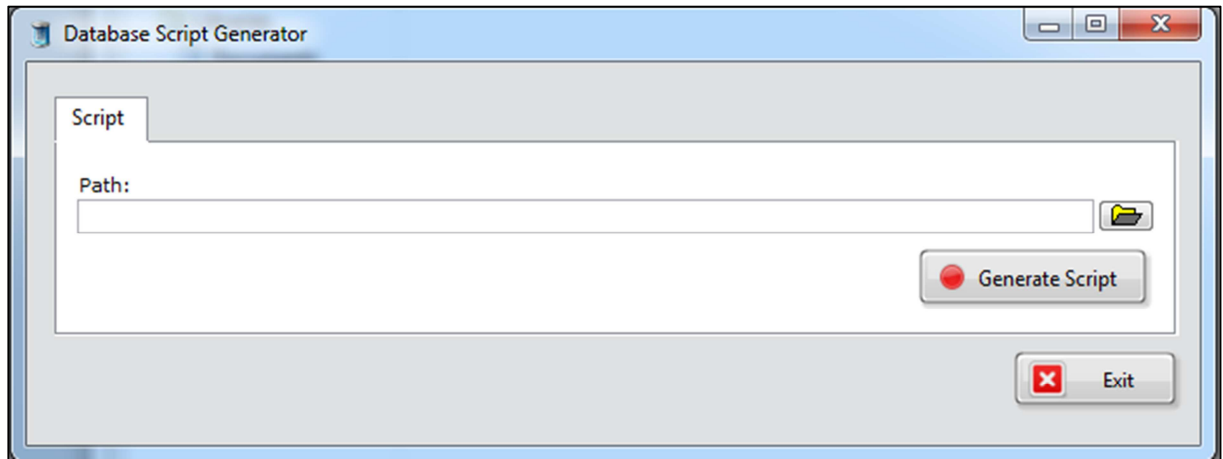 Database Script Generator
Script
Path:
Generate Script
Exit